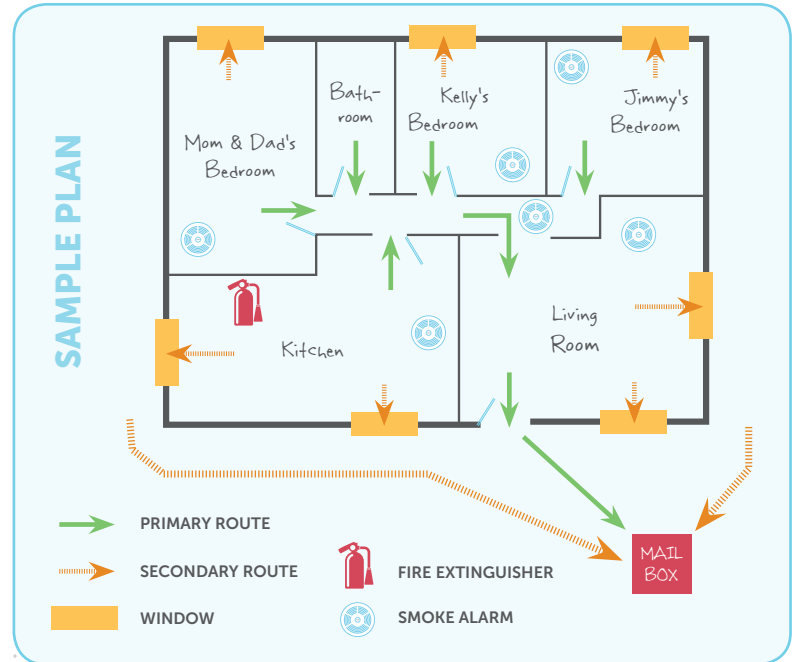 SAMPLE PLAN
Mom & Dad's
Bedroom
Bath-
room
Kelly's
Bedroom
Jimmy's
Bedroom
Kitchen
Living
Room
PRIMARY ROUTE
SECONDARY ROUTE
WINDOW
FIRE EXTINGUISHER
SMOKE ALARM
MAIL
BOX